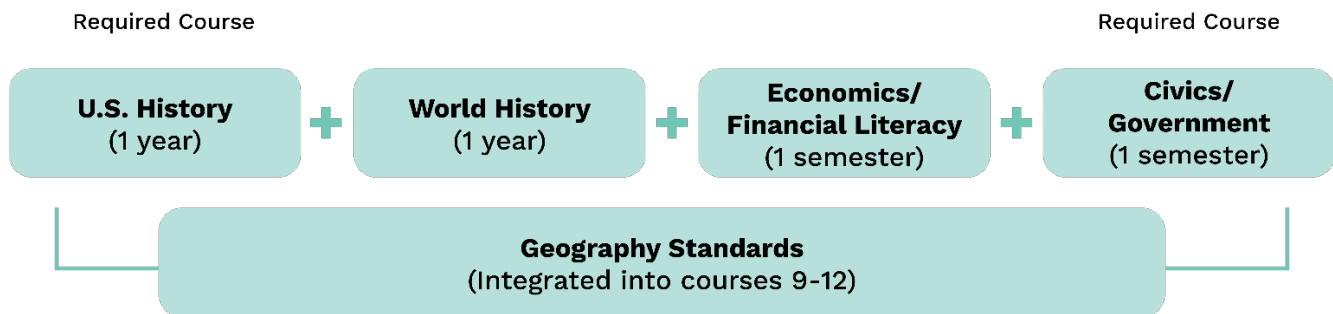 Required Course
Required Course
U.S. History
(1 year)
World History
(1 year)
Economics/
Financial Literacy
(1 semester)
Civics/
Government
(1 semester)
Geography Standards
(Integrated into courses 9-12)